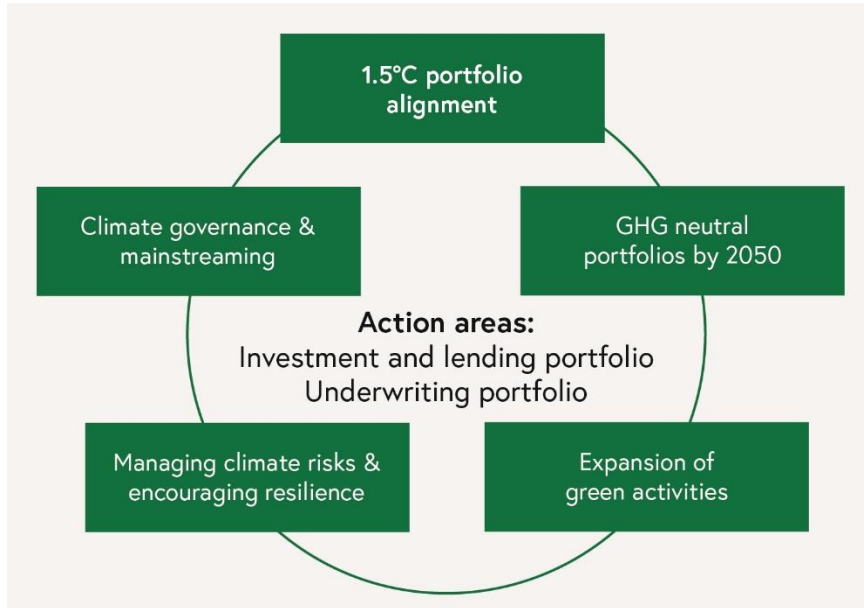 1.5°C portfolio
alignment
Climate governance &
mainstreaming
GHG neutral
portfolios by 2050
Action areas:
Investment and lending portfolio
Underwriting portfolio
Managing climate risks &
encouraging resilience
Expansion of
green activities